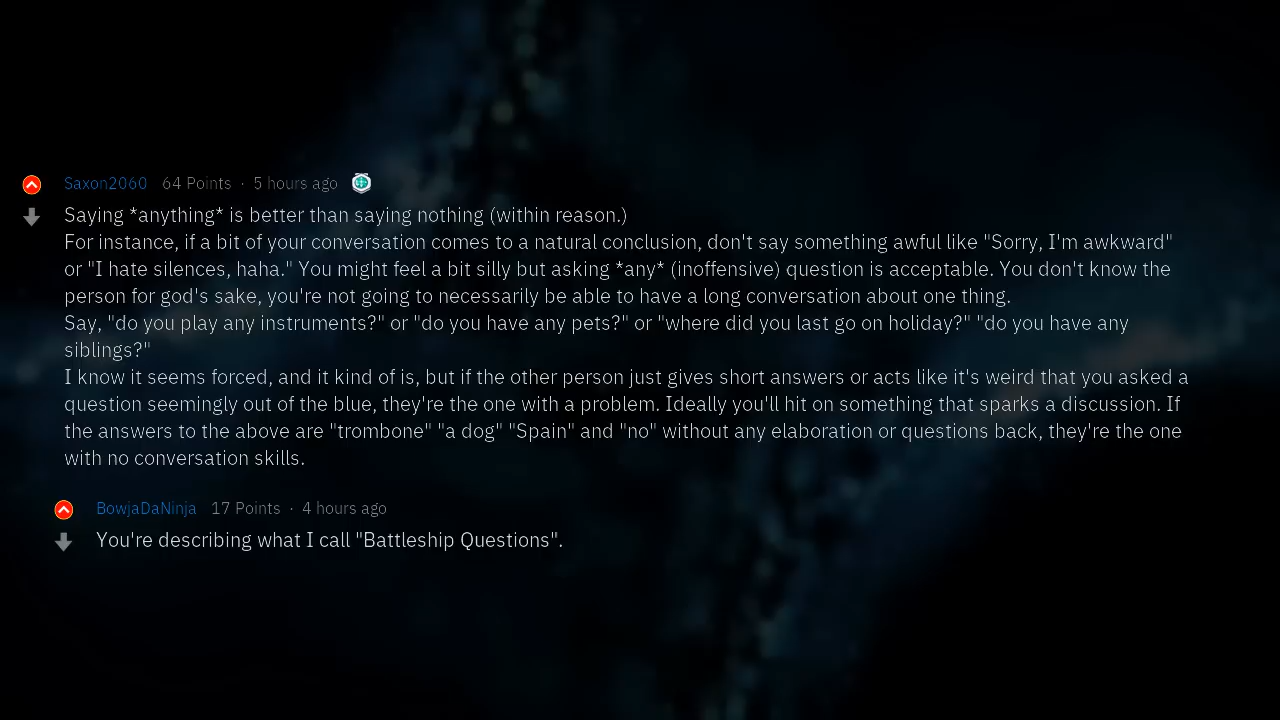 Saxon2060 64 Points · 5 hours ago
Saying *anything* is better than saying nothing (within reason.)
For instance, if a bit of your conversation comes to a natural conclusion, don't say something awful like "Sorry, I'm awkward"
or "I hate silences, haha." You might feel a bit silly but asking *any* (inoffensive) question is acceptable. You don't know the
person for god's sake, you're not going to necessarily be able to have a long conversation about one thing.
Say, "do you play any instruments?" or "do you have any pets?" or "where did you last go on holiday?" "do you have any
siblings?"
I know it seems forced, and it kind of is, but if the other person just gives short answers or acts like it's weird that you asked a
question seemingly out of the blue, they're the one with a problem. Ideally you'll hit on something that sparks a discussion. If
the answers to the above are "trombone" "a dog" "Spain" and "no" without any elaboration or questions back, they're the one
with no conversation skills.
BowjaDaNinja 17 Points · 4 hours ago
You're describing what I call "Battleship Questions".